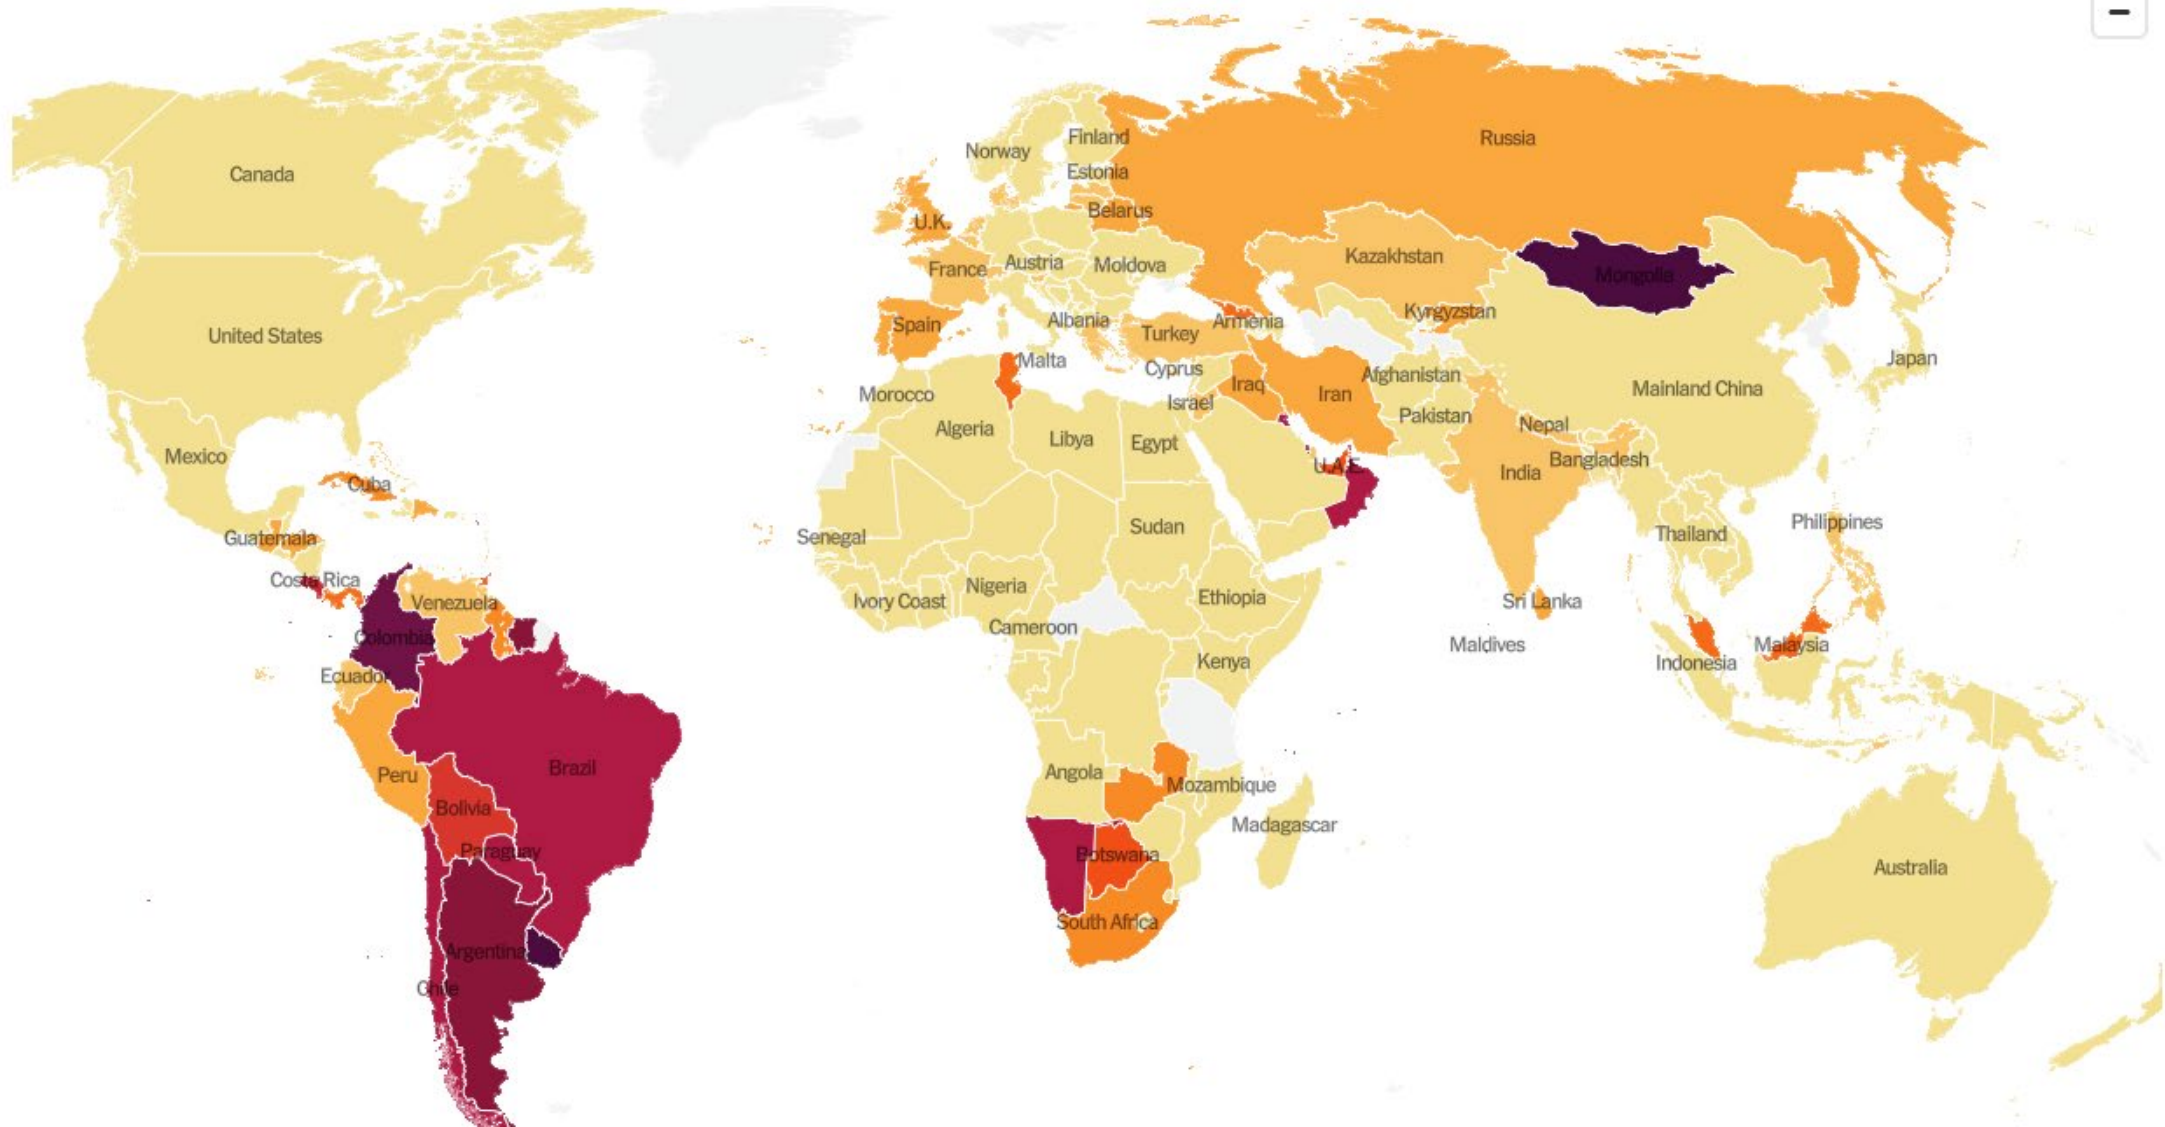 −
Canada
Norway
Finland
Estonia
Russia
Belarus
U.K.
France
Austria
Moldova
Kazakhstan
Mongolia
United States
Spain
Albania
Turkey
Armenia
Kyrgyzstan
Malta
Cyprus
Afghanistan
Japan
Mexico
Morocco
Israel
Iraq
Iran
Pakistan
Mainland China
Algeria
Libya
Egypt
Nepal
Cuba
U.A.E.
India
Bangladesh
Guatemala
Senegal
Sudan
Thailand
Philippines
Costa Rica
Venezuela
Ivory Coast
Nigeria
Ethiopia
Sri Lanka
Colombia
Cameroon
Maldives
Malaysia
Ecuador
Kenya
Indonesia
Peru
Brazil
Angola
Mozambique
Bolivia
Madagascar
Paraguay
Botswana
Australia
Argentina
South Africa
Chile